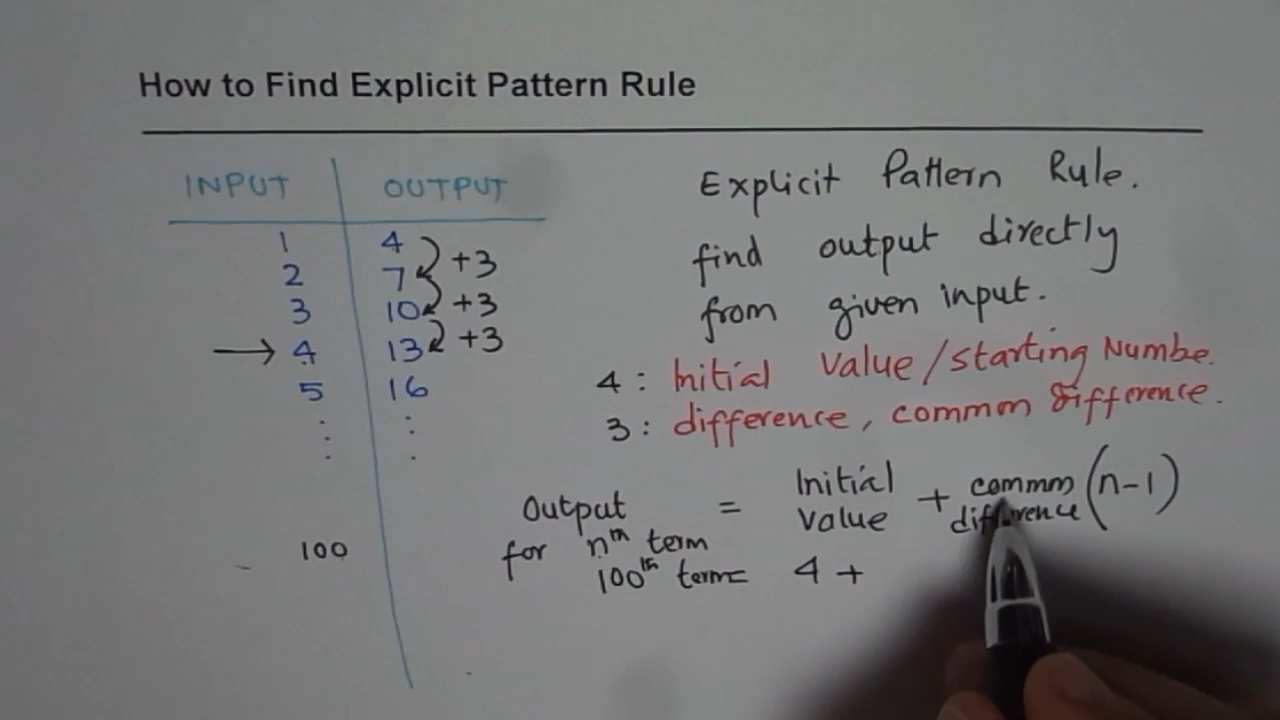 How to Find Explicit Pattern Rule
INPUT OUTPUT
1 4
2 7 +3
3 10 +3
4 13 +3
5 16
: :
. .
100
Explicit Pattern Rule.
find output directly
from given input.
4 : Initial Value/Starting Numbe.
3 : difference, common difference.
Output for nth term = Initial Value + commm difference (n-1)
100th term= 4 +